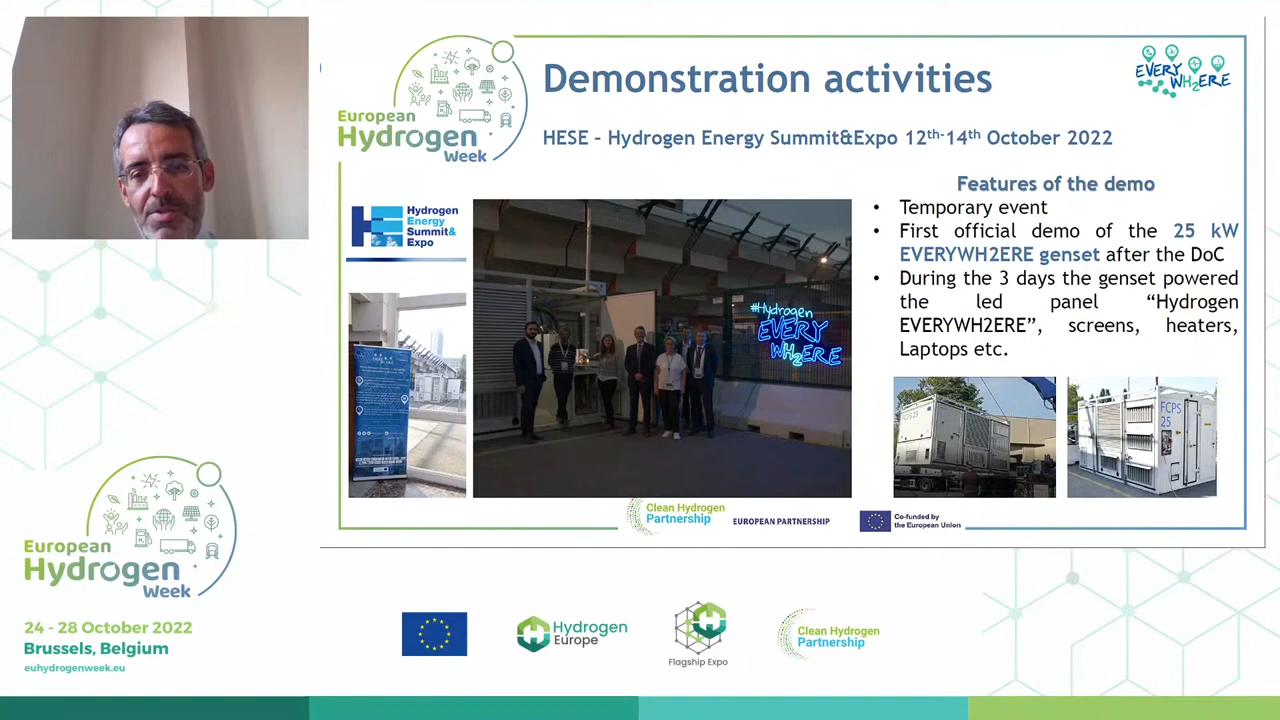 European
Hydrogen
Week
Demonstration activities
EVERY
WH2ERE
HESE – Hydrogen Energy Summit&Expo 12th-14th October 2022
Hydrogen
Energy
Summit&
Expo
#Hydrogen
EVERY
WH2ERE
Features of the demo
• Temporary event
• First official demo of the 25 kW
EVERYWH2ERE genset after the DoC
• During the 3 days the genset powered
the led panel “Hydrogen
EVERYWH2ERE”, screens, heaters,
Laptops etc.
FCPS
25
Clean Hydrogen
Partnership
EUROPEAN PARTNERSHIP
Co-funded by
the European Union
European
Hydrogen
Week
24 - 28 October 2022
Brussels, Belgium
euhydrogenweek.eu
Hydrogen
Europe
Flagship Expo
Clean Hydrogen
Partnership